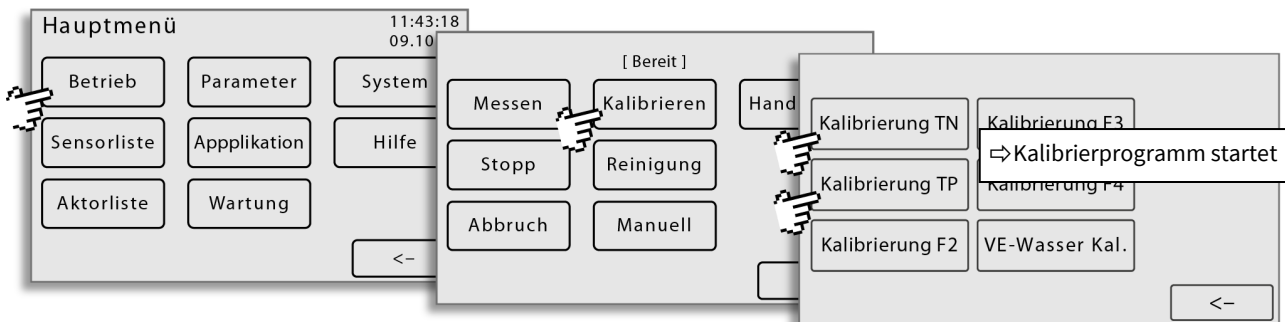 Hauptmenü
11:43:18
09.10
Betrieb
Parameter
System
Sensorliste
Appplikation
Hilfe
Aktorliste
Wartung
<–
[ Bereit ]
Messen
Kalibrieren
Hand
Stopp
Reinigung
Abbruch
Manuell
Kalibrierung TN
Kalibrierung F3
⇨Kalibrierprogramm startet
Kalibrierung TP
Kalibrierung F4
Kalibrierung F2
VE-Wasser Kal.
<–